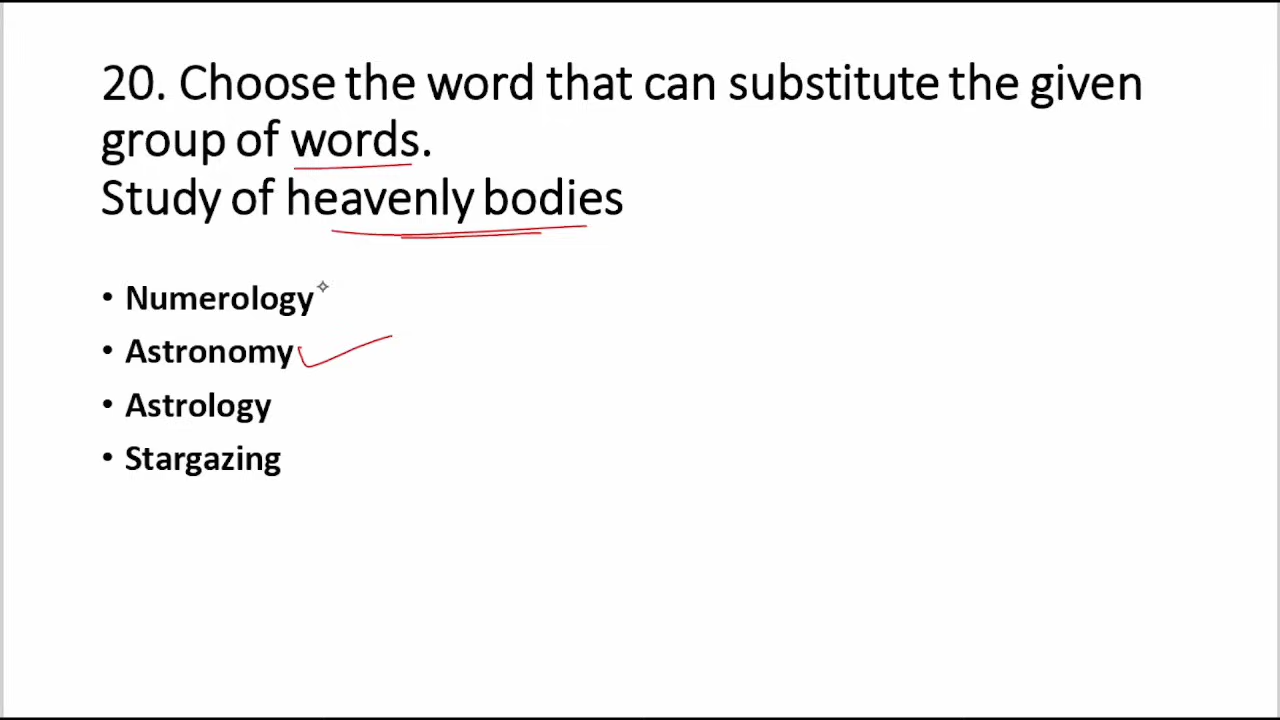 20. Choose the word that can substitute the given
group of words.
Study of heavenly bodies
• Numerology
• Astronomy
• Astrology
• Stargazing